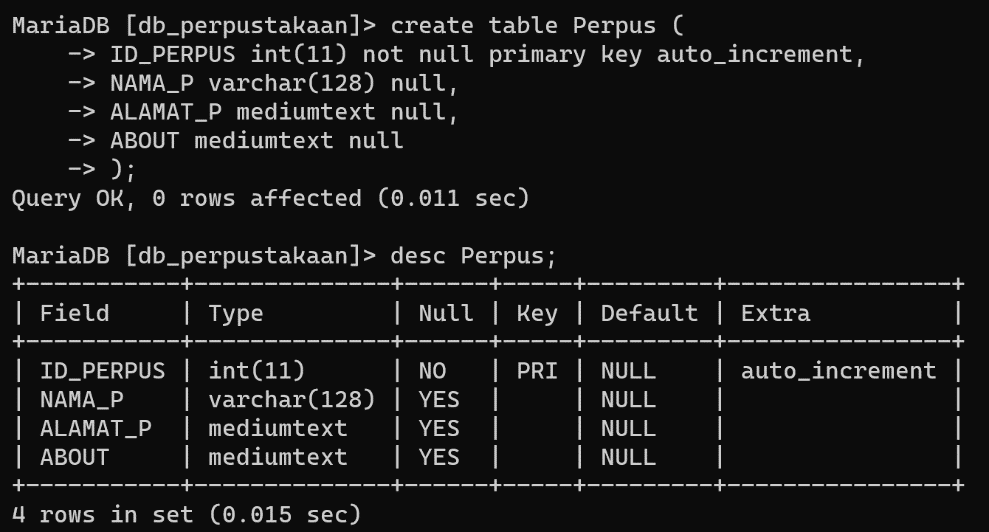 MariaDB [db_perpustakaan]> create table Perpus (
    -> ID_PERPUS int(11) not null primary key auto_increment,
    -> NAMA_P varchar(128) null,
    -> ALAMAT_P mediumtext null,
    -> ABOUT mediumtext null
    -> );
Query OK, 0 rows affected (0.011 sec)

MariaDB [db_perpustakaan]> desc Perpus;
+-----------+--------------+------+-----+---------+----------------+
| Field     | Type         | Null | Key | Default | Extra          |
+-----------+--------------+------+-----+---------+----------------+
| ID_PERPUS | int(11)      | NO   | PRI | NULL    | auto_increment |
| NAMA_P    | varchar(128) | YES  |     | NULL    |                |
| ALAMAT_P  | mediumtext   | YES  |     | NULL    |                |
| ABOUT     | mediumtext   | YES  |     | NULL    |                |
+-----------+--------------+------+-----+---------+----------------+
4 rows in set (0.015 sec)